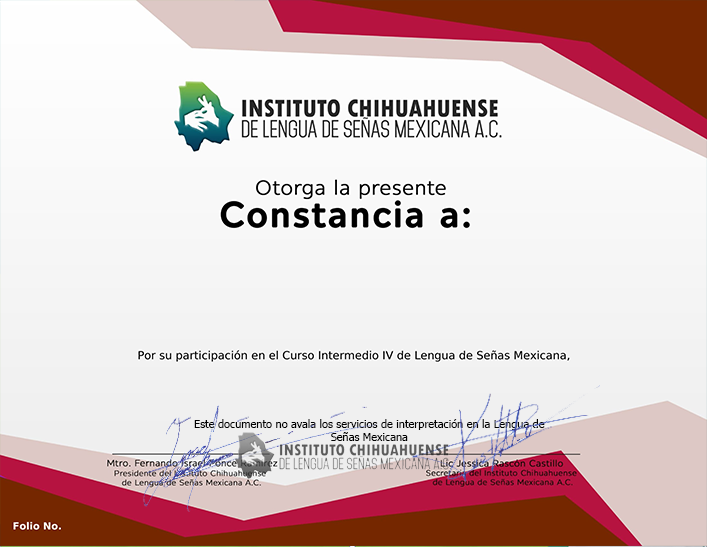 INSTITUTO CHIHUAHUENSE
DE LENGUA DE SEÑAS MEXICANA A.C.
Otorga la presente
Constancia a:
Por su participación en el Curso Intermedio IV de Lengua de Señas Mexicana,
Este documento no avala los servicios de interpretación en la Lengua de
Señas Mexicana
INSTITUTO CHIHUAHUENSE
DE LENGUA DE SEÑAS MEXICANA A.C.
Mtro. Fernando Israel Ponce Ramirez
Presidente del Instituto Chihuahuense
de Lengua de Señas Mexicana A.C.
Lic Jessica Rascón Castillo
Secretaria del Instituto Chihuahuense
de Lengua de Señas Mexicana A.C.
Folio No.